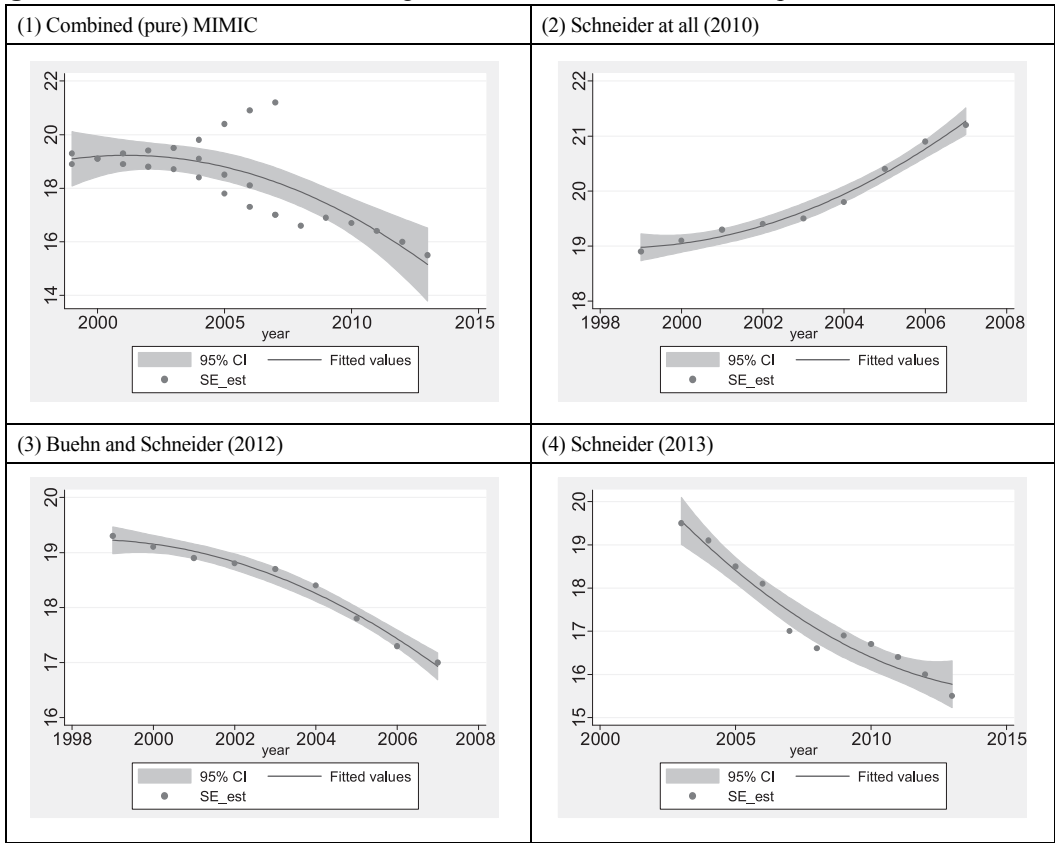 (1) Combined (pure) MIMIC
22
20
18
16
14
2000 2005 2010 2015
year
95% CI Fitted values
SE_est
(2) Schneider at all (2010)
22
21
20
19
18
1998 2000 2002 2004 2006 2008
year
95% CI Fitted values
SE_est
(3) Buehn and Schneider (2012)
20
19
18
17
16
1998 2000 2002 2004 2006 2008
year
95% CI Fitted values
SE_est
(4) Schneider (2013)
20
19
18
17
16
15
2000 2005 2010 2015
year
95% CI Fitted values
SE_est